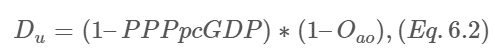 D_u = (1–PPPpcGDP) * (1–O_ao), (Eq. 6.2)